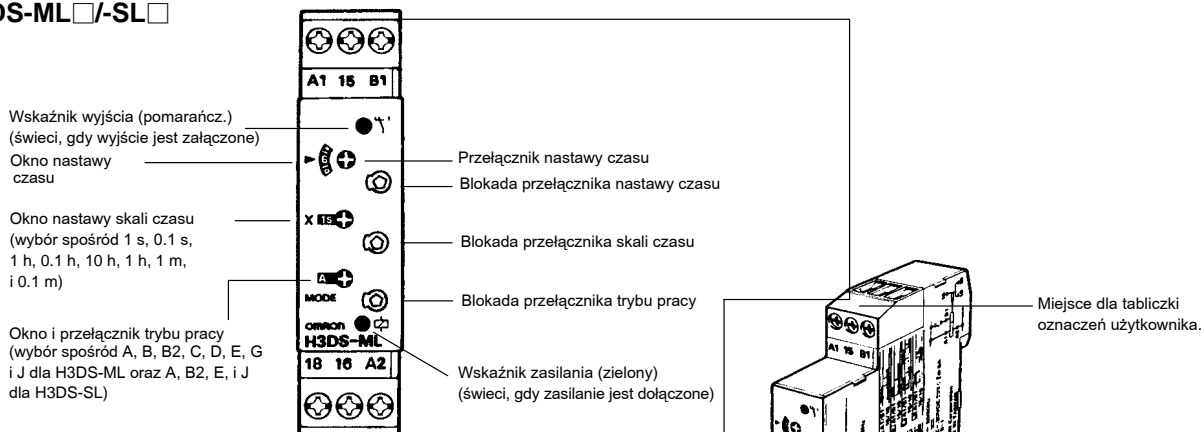 DS-ML□/-SL□
A1 15 B1
Wskaźnik wyjścia (pomarańcz.)
(świeci, gdy wyjście jest załączone)
Okno nastawy
czasu
Przełącznik nastawy czasu
Blokada przełącznika nastawy czasu
Okno nastawy skali czasu
(wybór spośród 1 s, 0.1 s,
1 h, 0.1 h, 10 h, 1 h, 1 m,
i 0.1 m)
X 1S
Blokada przełącznika skali czasu
A
MODE
Blokada przełącznika trybu pracy
Okno i przełącznik trybu pracy
(wybór spośród A, B, B2, C, D, E, G
i J dla H3DS-ML oraz A, B2, E, i J
dla H3DS-SL)
OMRON
H3DS-ML
18 16 A2
Wskaźnik zasilania (zielony)
(świeci, gdy zasilanie jest dołączone)
Miejsce dla tabliczki
oznaczeń użytkownika.
A1 15 B1